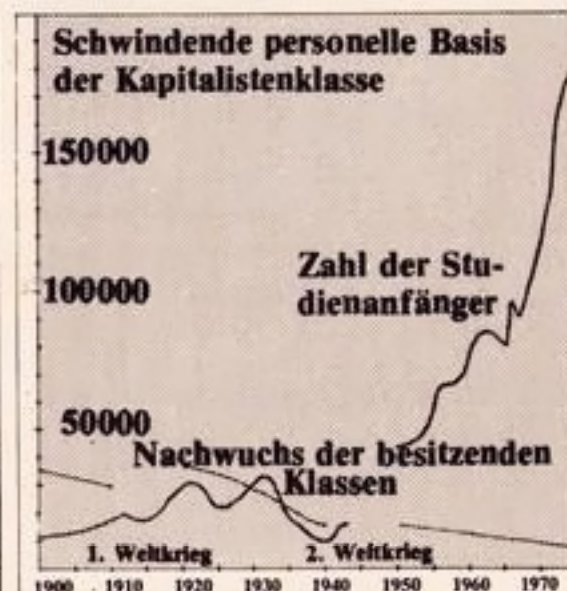 Schwindende personelle Basis
der Kapitalistenklasse
150000
Zahl der Stu-
dienanfänger
100000
50000
Nachwuchs der besitzenden
Klassen
1. Weltkrieg
2. Weltkrieg
1900 1910 1920 1930 1940 1950 1960 1970